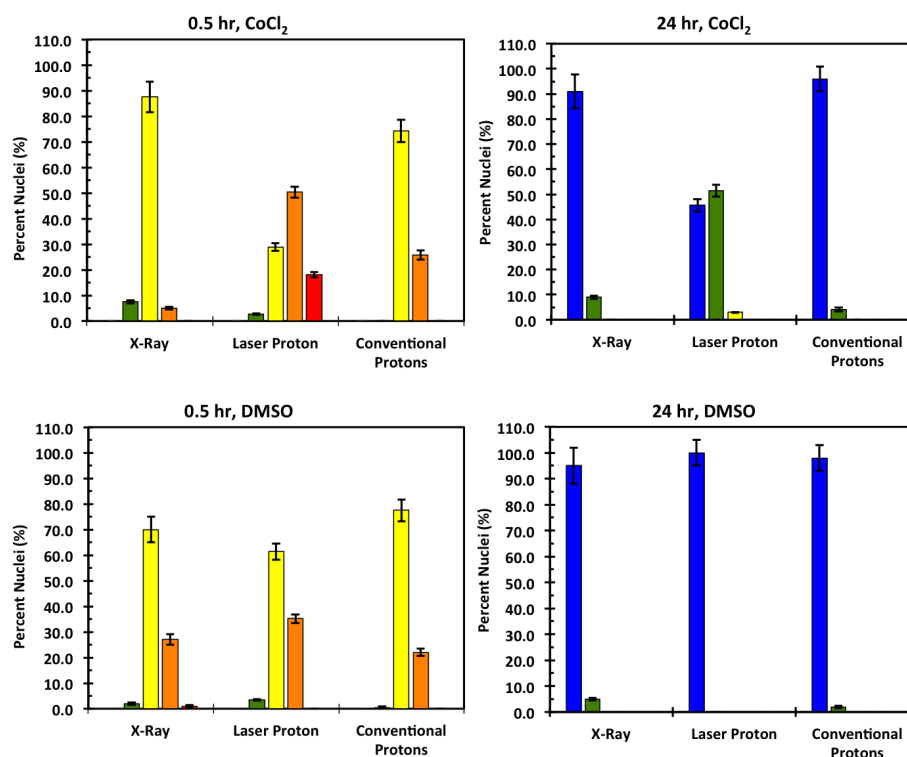 0.5 hr, CoCl₂
Percent Nuclei (%)
110.0
100.0
90.0
80.0
70.0
60.0
50.0
40.0
30.0
20.0
10.0
0.0
X-Ray
Laser Proton
Conventional
Protons
24 hr, CoCl₂
Percent Nuclei (%)
110.0
100.0
90.0
80.0
70.0
60.0
50.0
40.0
30.0
20.0
10.0
0.0
X-Ray
Laser Proton
Conventional
Protons
0.5 hr, DMSO
Percent Nuclei (%)
110.0
100.0
90.0
80.0
70.0
60.0
50.0
40.0
30.0
20.0
10.0
0.0
X-Ray
Laser Proton
Conventional
Protons
24 hr, DMSO
Percent Nuclei (%)
110.0
100.0
90.0
80.0
70.0
60.0
50.0
40.0
30.0
20.0
10.0
0.0
X-Ray
Laser Proton
Conventional
Protons